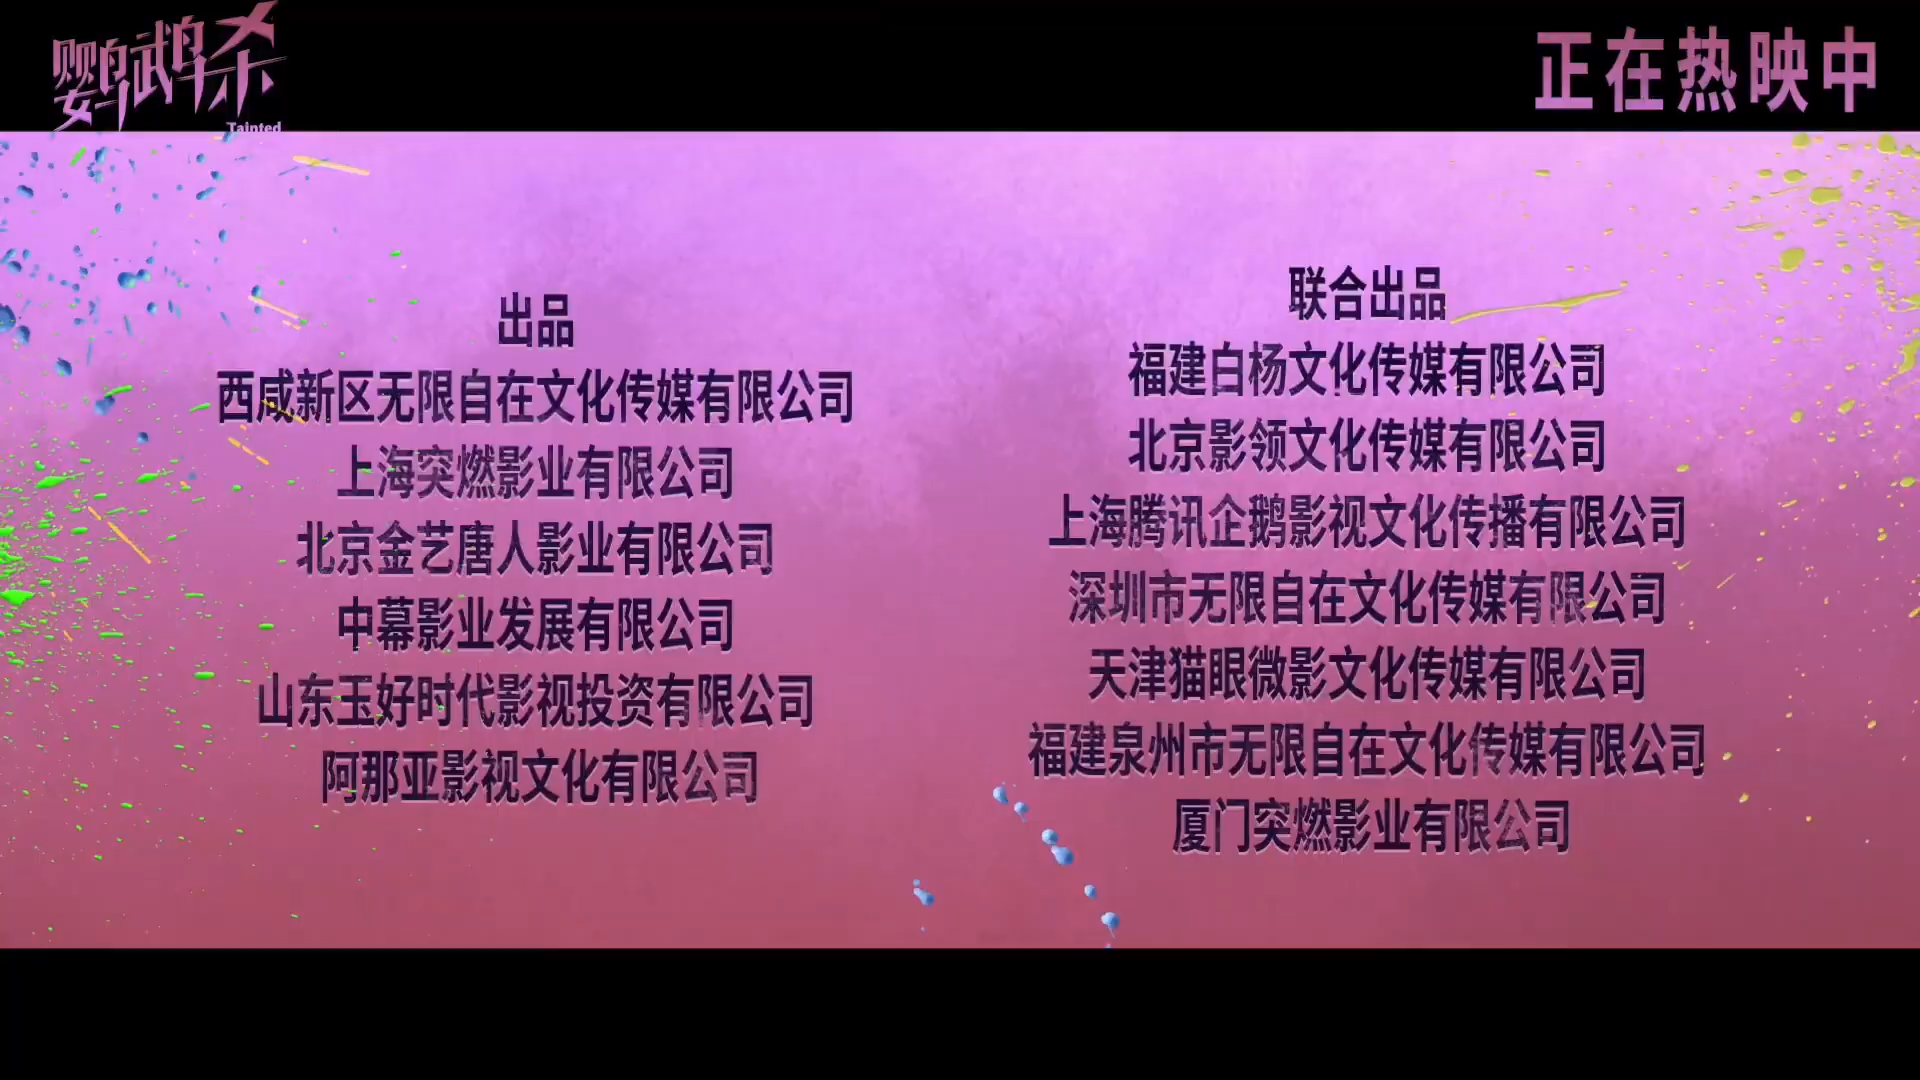 鹦鹉杀
Tainted
正在热映中
出品
西咸新区无限自在文化传媒有限公司
上海突燃影业有限公司
北京金艺唐人影业有限公司
中幕影业发展有限公司
山东玉好时代影视投资有限公司
阿那亚影视文化有限公司
联合出品
福建白杨文化传媒有限公司
北京影领文化传媒有限公司
上海腾讯企鹅影视文化传播有限公司
深圳市无限自在文化传媒有限公司
天津猫眼微影文化传媒有限公司
福建泉州市无限自在文化传媒有限公司
厦门突燃影业有限公司